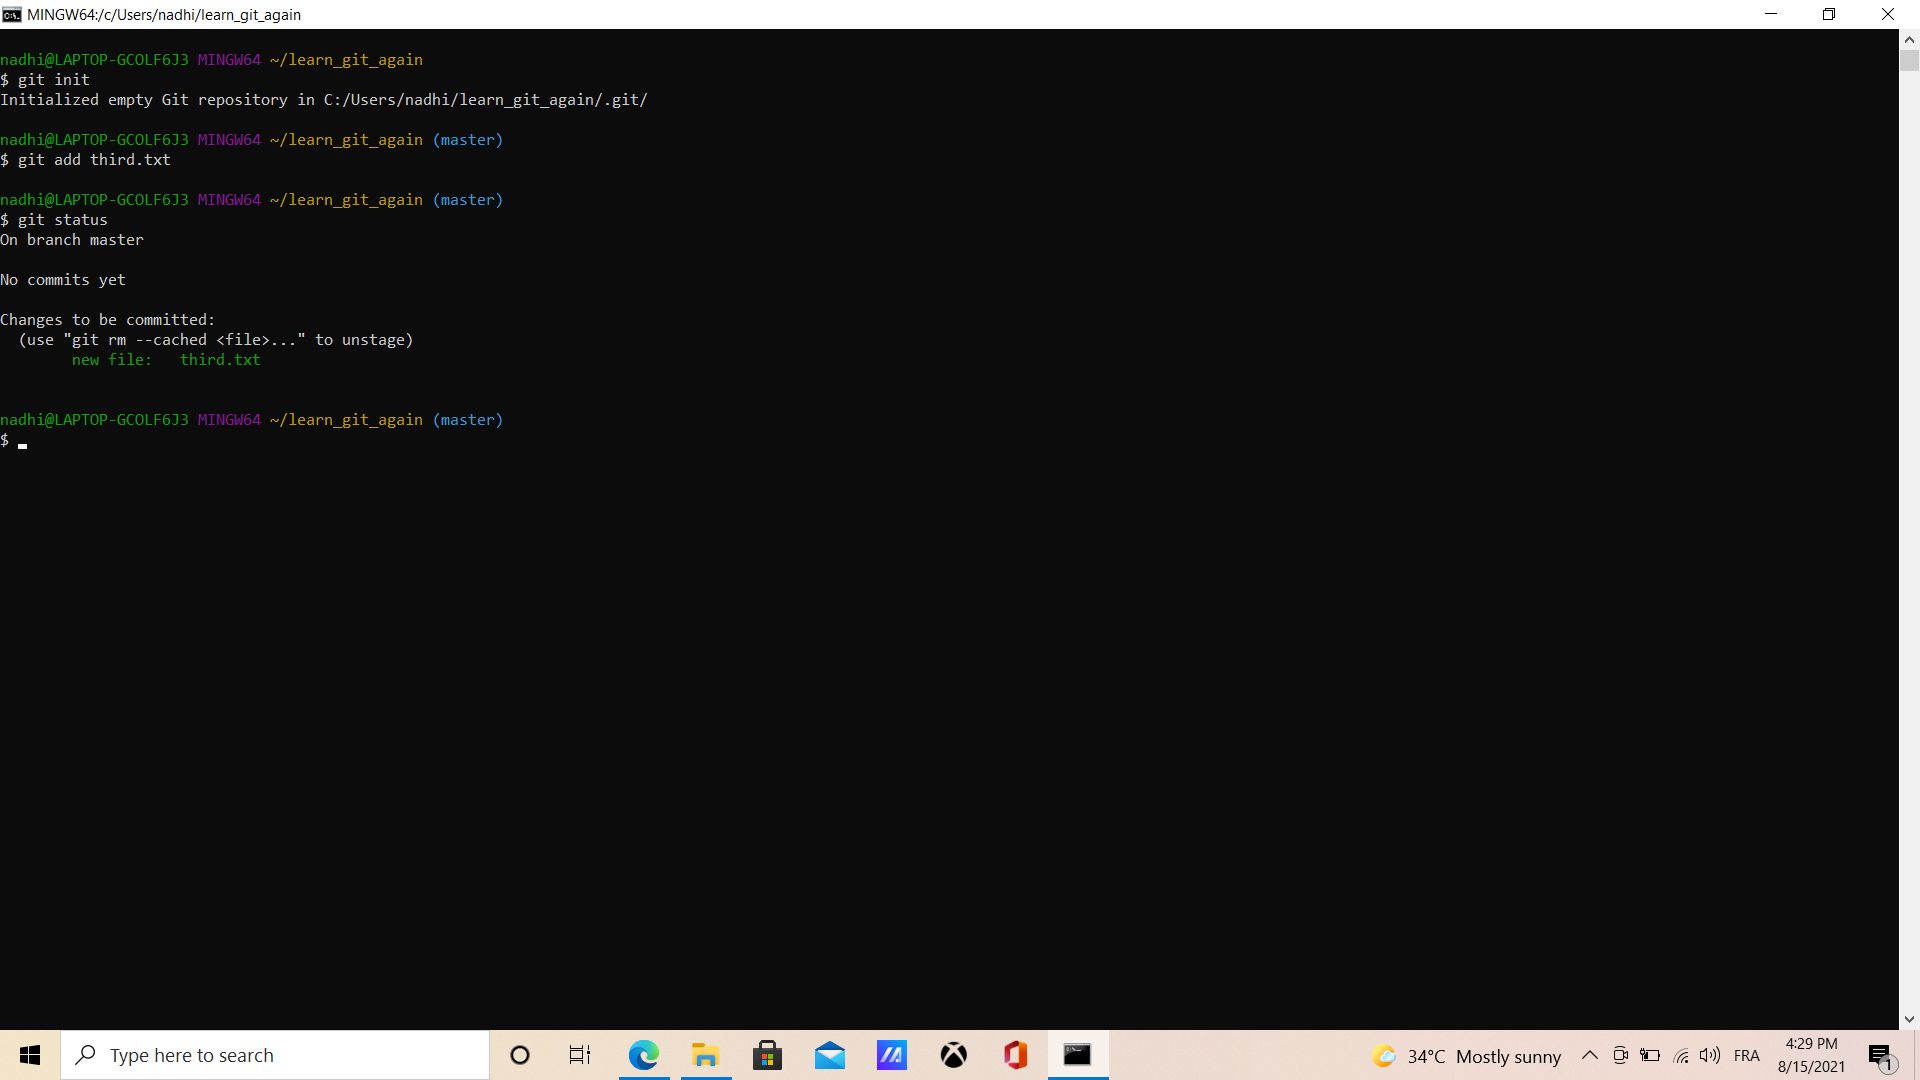 MINGW64:/c/Users/nadhi/learn_git_again
nadhi@LAPTOP-GCOLF6J3 MINGW64 ~/learn_git_again
$ git init
Initialized empty Git repository in C:/Users/nadhi/learn_git_again/.git/
nadhi@LAPTOP-GCOLF6J3 MINGW64 ~/learn_git_again (master)
$ git add third.txt
nadhi@LAPTOP-GCOLF6J3 MINGW64 ~/learn_git_again (master)
$ git status
On branch master
No commits yet
Changes to be committed:
  (use "git rm --cached <file>..." to unstage)
        new file:   third.txt
nadhi@LAPTOP-GCOLF6J3 MINGW64 ~/learn_git_again (master)
$
Type here to search
34°C Mostly sunny
FRA
4:29 PM
8/15/2021
1